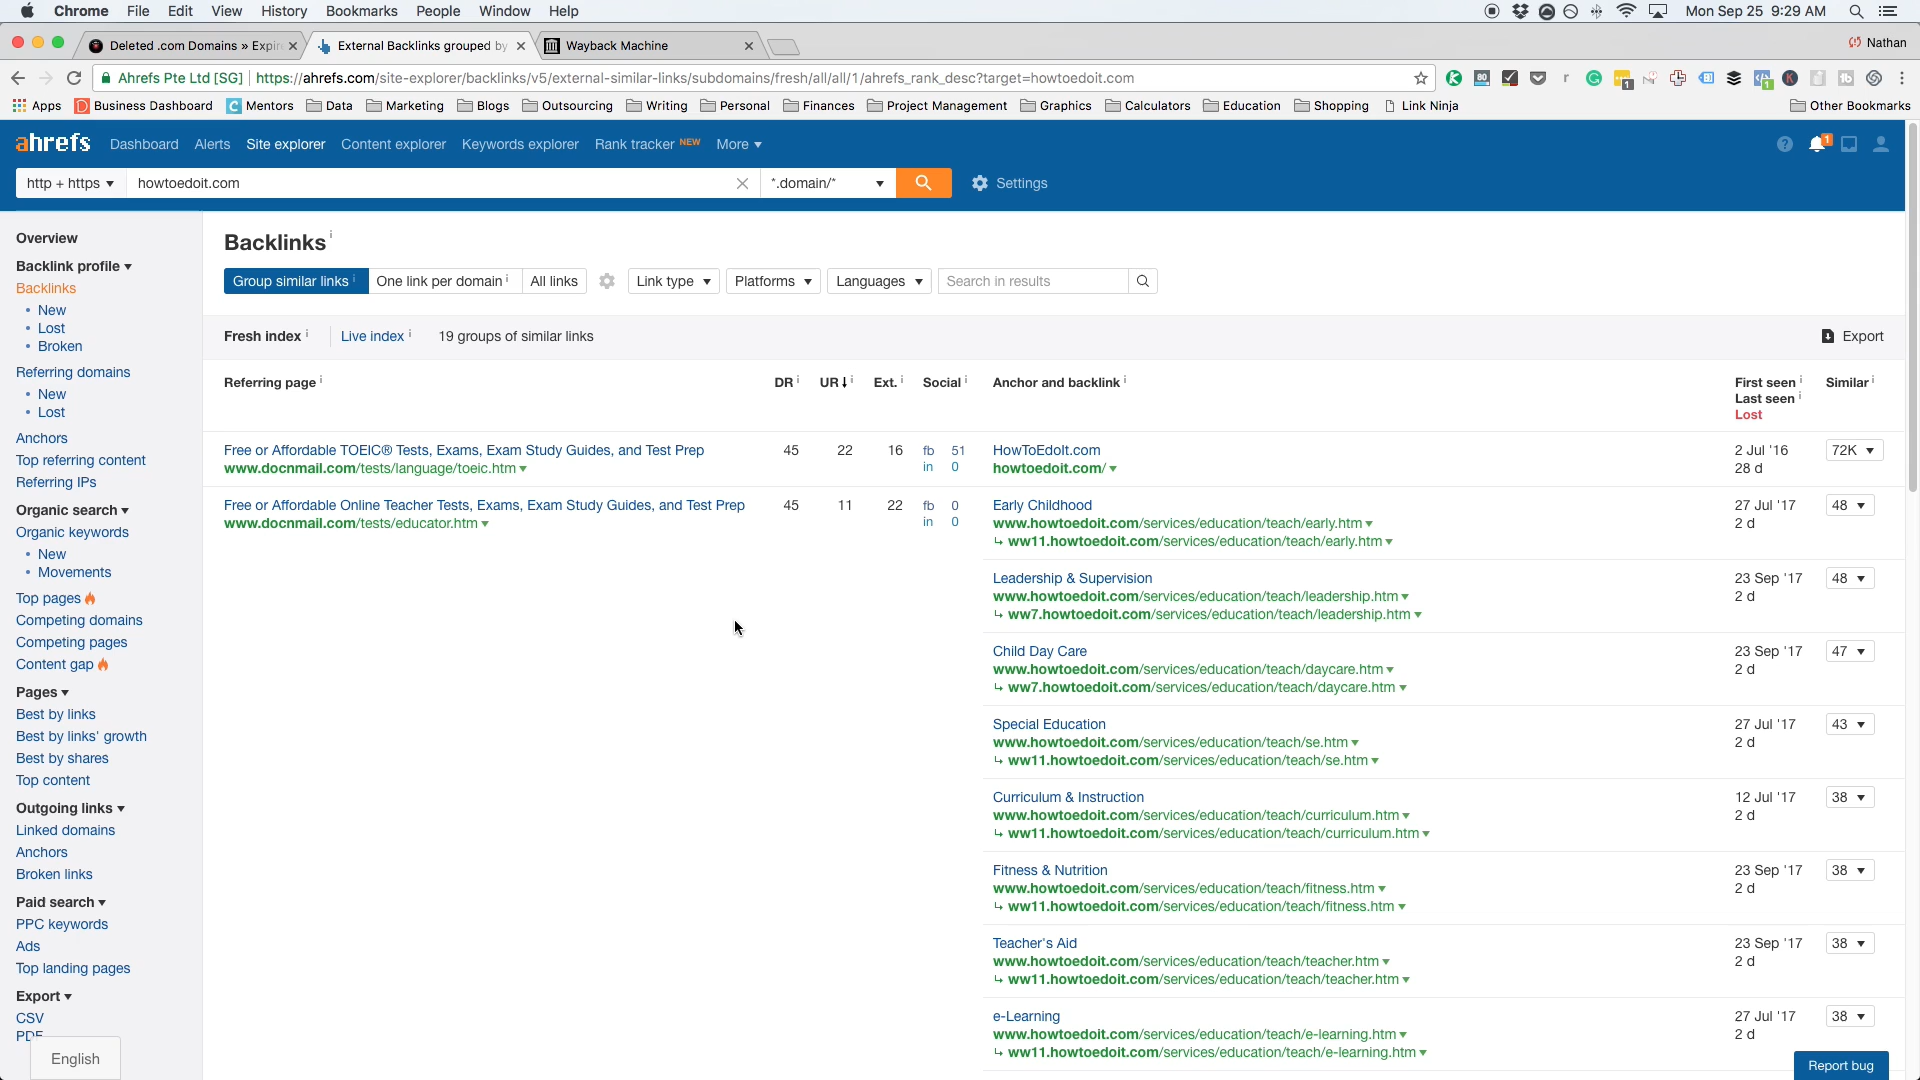 Chrome File Edit View History Bookmarks People Window Help Mon Sep 25 9:29 AM
Deleted .com Domains » Expir External Backlinks grouped by Wayback Machine Nathan
Ahrefs Pte Ltd [SG] https://ahrefs.com/site-explorer/backlinks/v5/external-similar-links/subdomains/fresh/all/all/1/ahrefs_rank_desc?target=howtoedoit.com
Apps Business Dashboard Mentors Data Marketing Blogs Outsourcing Writing Personal Finances Project Management Graphics Calculators Education Shopping Link Ninja Other Bookmarks
ahrefs Dashboard Alerts Site explorer Content explorer Keywords explorer Rank tracker NEW More 1
http + https howtoedoit.com *.domain/* Settings
Overview
Backlink profile
Backlinks
New
Lost
Broken
Referring domains
New
Lost
Anchors
Top referring content
Referring IPs
Organic search
Organic keywords
New
Movements
Top pages
Competing domains
Competing pages
Content gap
Pages
Best by links
Best by links' growth
Best by shares
Top content
Outgoing links
Linked domains
Anchors
Broken links
Paid search
PPC keywords
Ads
Top landing pages
Export
CSV
PDF
English
Backlinks
Group similar links One link per domain All links Link type Platforms Languages Search in results
Fresh index Live index 19 groups of similar links Export
Referring page DR UR Ext. Social Anchor and backlink First seen Similar
Last seen
Lost
Free or Affordable TOEIC® Tests, Exams, Exam Study Guides, and Test Prep 45 22 16 fb 51 HowToEdoIt.com 2 Jul '16 72K
www.docnmail.com/tests/language/toeic.htm in 0 howtoedoit.com/ 28 d
Free or Affordable Online Teacher Tests, Exams, Exam Study Guides, and Test Prep 45 11 22 fb 0 Early Childhood 27 Jul '17 48
www.docnmail.com/tests/educator.htm in 0 www.howtoedoit.com/services/education/teach/early.htm 2 d
ww11.howtoedoit.com/services/education/teach/early.htm
Leadership & Supervision 23 Sep '17 48
www.howtoedoit.com/services/education/teach/leadership.htm 2 d
ww7.howtoedoit.com/services/education/teach/leadership.htm
Child Day Care 23 Sep '17 47
www.howtoedoit.com/services/education/teach/daycare.htm 2 d
ww7.howtoedoit.com/services/education/teach/daycare.htm
Special Education 27 Jul '17 43
www.howtoedoit.com/services/education/teach/se.htm 2 d
ww11.howtoedoit.com/services/education/teach/se.htm
Curriculum & Instruction 12 Jul '17 38
www.howtoedoit.com/services/education/teach/curriculum.htm 2 d
ww11.howtoedoit.com/services/education/teach/curriculum.htm
Fitness & Nutrition 23 Sep '17 38
www.howtoedoit.com/services/education/teach/fitness.htm 2 d
ww11.howtoedoit.com/services/education/teach/fitness.htm
Teacher's Aid 23 Sep '17 38
www.howtoedoit.com/services/education/teach/teacher.htm 2 d
ww11.howtoedoit.com/services/education/teach/teacher.htm
e-Learning 27 Jul '17 38
www.howtoedoit.com/services/education/teach/e-learning.htm 2 d
ww11.howtoedoit.com/services/education/teach/e-learning.htm
Report bug